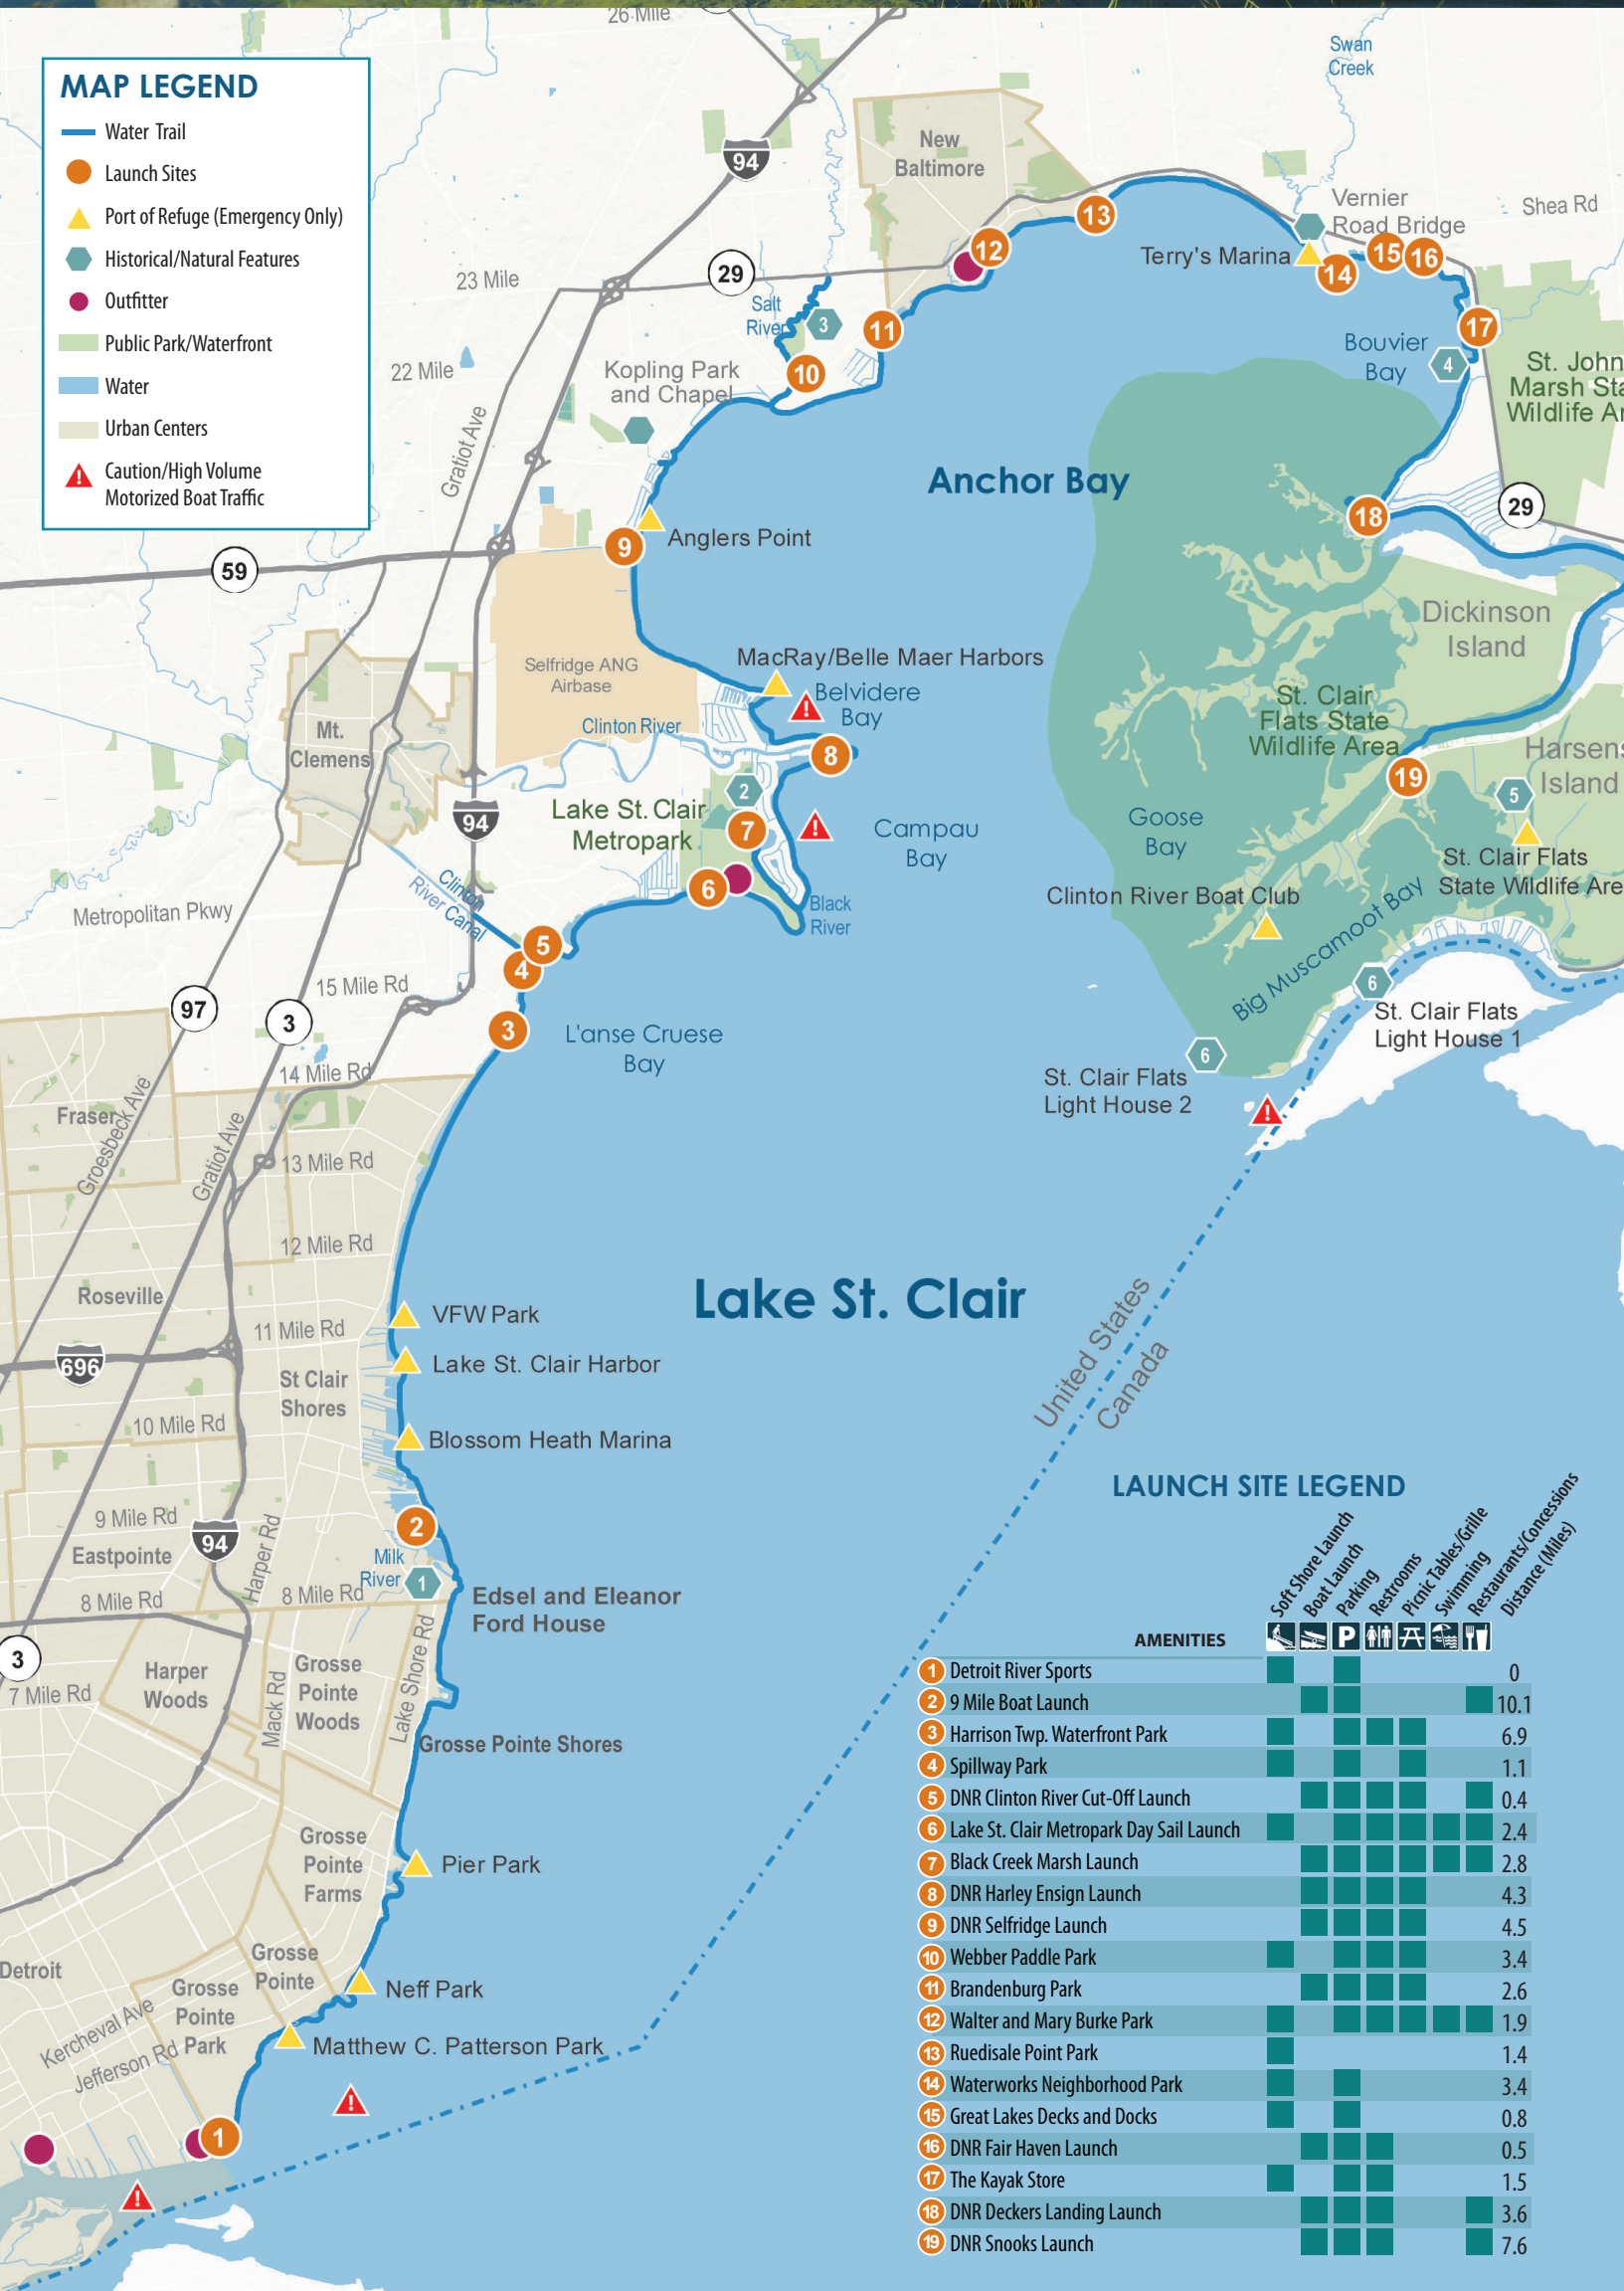 26 Mile
Swan
Creek
MAP LEGEND
Water Trail
Launch Sites
Port of Refuge (Emergency Only)
Historical/Natural Features
Outfitter
Public Park/Waterfront
Water
Urban Centers
Caution/High Volume
Motorized Boat Traffic
94
New
Baltimore
13
12
Vernier
Road Bridge
Shea Rd
Terry's Marina
14
15
16
23 Mile
29
Salt
River
3
11
17
Bouvier
Bay
4
St. John
Marsh Sta
Wildlife Ar
22 Mile
Kopling Park
and Chapel
10
Gratiot Ave
Anchor Bay
18
29
9
Anglers Point
59
Dickinson
Island
Selfridge ANG
Airbase
MacRay/Belle Maer Harbors
Belvidere
Bay
St. Clair
Flats State
Wildlife Area
Mt.
Clemens
Clinton River
8
Harsens
Island
19
5
2
94
Lake St. Clair
Metropark
7
Campau
Bay
Goose
Bay
St. Clair Flats
State Wildlife Are
Clinton
River Canal
6
Black
River
Clinton River Boat Club
Metropolitan Pkwy
Big Muscamoot Bay
5
4
6
St. Clair Flats
Light House 1
97
3
15 Mile Rd
3
L'anse Cruese
Bay
6
St. Clair Flats
Light House 2
14 Mile Rd
Fraser
Groesbeck Ave
Gratiot Ave
13 Mile Rd
12 Mile Rd
Roseville
Lake St. Clair
VFW Park
11 Mile Rd
696
Lake St. Clair Harbor
St Clair
Shores
United States
Canada
10 Mile Rd
Blossom Heath Marina
9 Mile Rd
94
Eastpointe
Harper Rd
2
Milk
River
1
8 Mile Rd
8 Mile Rd
Edsel and Eleanor
Ford House
3
7 Mile Rd
Harper
Woods
Mack Rd
Grosse
Pointe
Woods
Lake Shore Rd
Grosse Pointe Shores
Grosse
Pointe
Farms
Pier Park
Detroit
Grosse
Pointe
Grosse
Pointe
Park
Neff Park
Kercheval Ave
Jefferson Rd
Matthew C. Patterson Park
1
LAUNCH SITE LEGEND
Soft Shore Launch
Boat Launch
Parking
Restrooms
Picnic Tables/Grille
Swimming
Restaurants/Concessions
Distance (Miles)
AMENITIES
P
1 Detroit River Sports 0
2 9 Mile Boat Launch 10.1
3 Harrison Twp. Waterfront Park 6.9
4 Spillway Park 1.1
5 DNR Clinton River Cut-Off Launch 0.4
6 Lake St. Clair Metropark Day Sail Launch 2.4
7 Black Creek Marsh Launch 2.8
8 DNR Harley Ensign Launch 4.3
9 DNR Selfridge Launch 4.5
10 Webber Paddle Park 3.4
11 Brandenburg Park 2.6
12 Walter and Mary Burke Park 1.9
13 Ruedisale Point Park 1.4
14 Waterworks Neighborhood Park 3.4
15 Great Lakes Decks and Docks 0.8
16 DNR Fair Haven Launch 0.5
17 The Kayak Store 1.5
18 DNR Deckers Landing Launch 3.6
19 DNR Snooks Launch 7.6